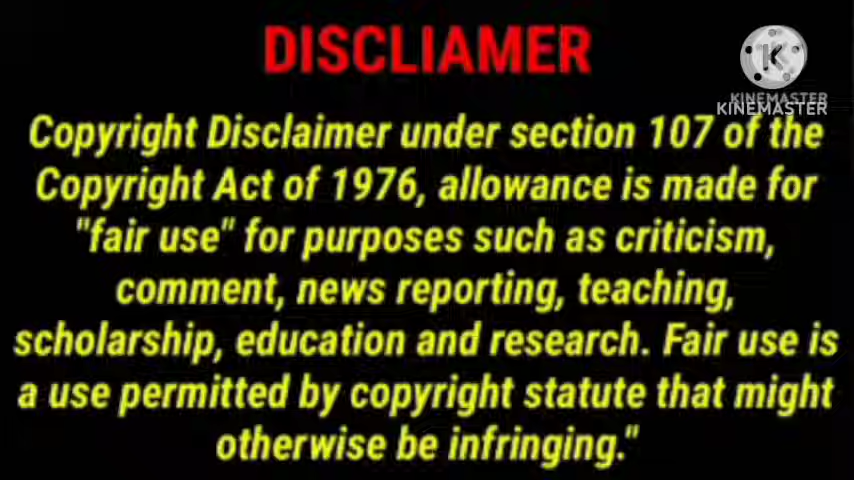 DISCLIAMER
K
KINEMASTER
KINEMASTER
Copyright Disclaimer under section 107 of the
Copyright Act of 1976, allowance is made for
"fair use" for purposes such as criticism,
comment, news reporting, teaching,
scholarship, education and research. Fair use is
a use permitted by copyright statute that might
otherwise be infringing."